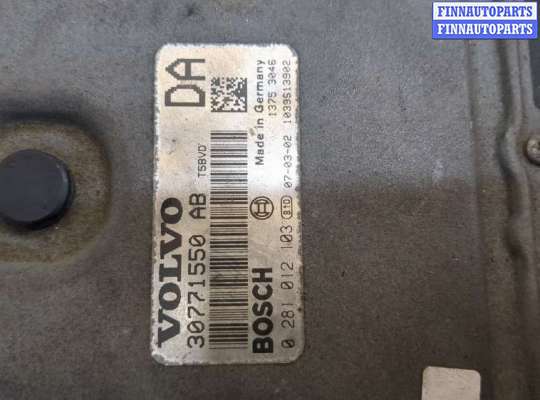 FINNAUTOPARTS
FINNAUTOPARTS
VOLVO
DA
30771550 AB
T5BVD
BOSCH
Made in Germany
0 281 012 103
BTD
07-03-02
1375 3046
1039S13902